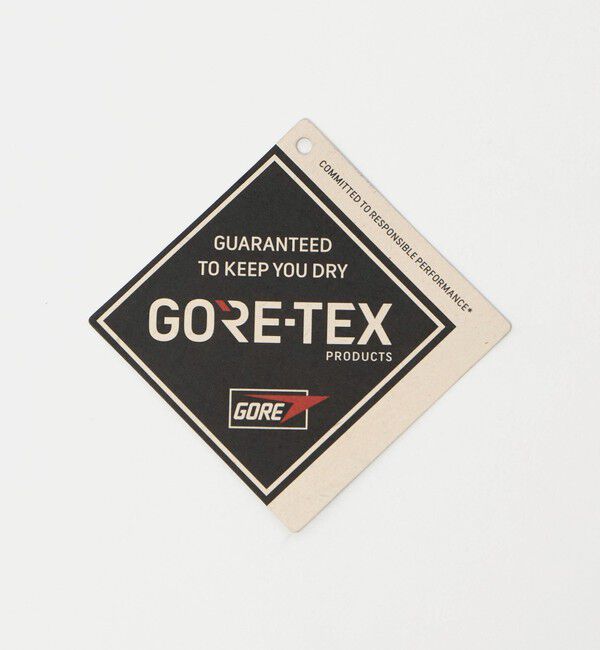 COMMITTED TO RESPONSIBLE PERFORMANCE*
GUARANTEED
TO KEEP YOU DRY
GORE-TEX
PRODUCTS
GORE